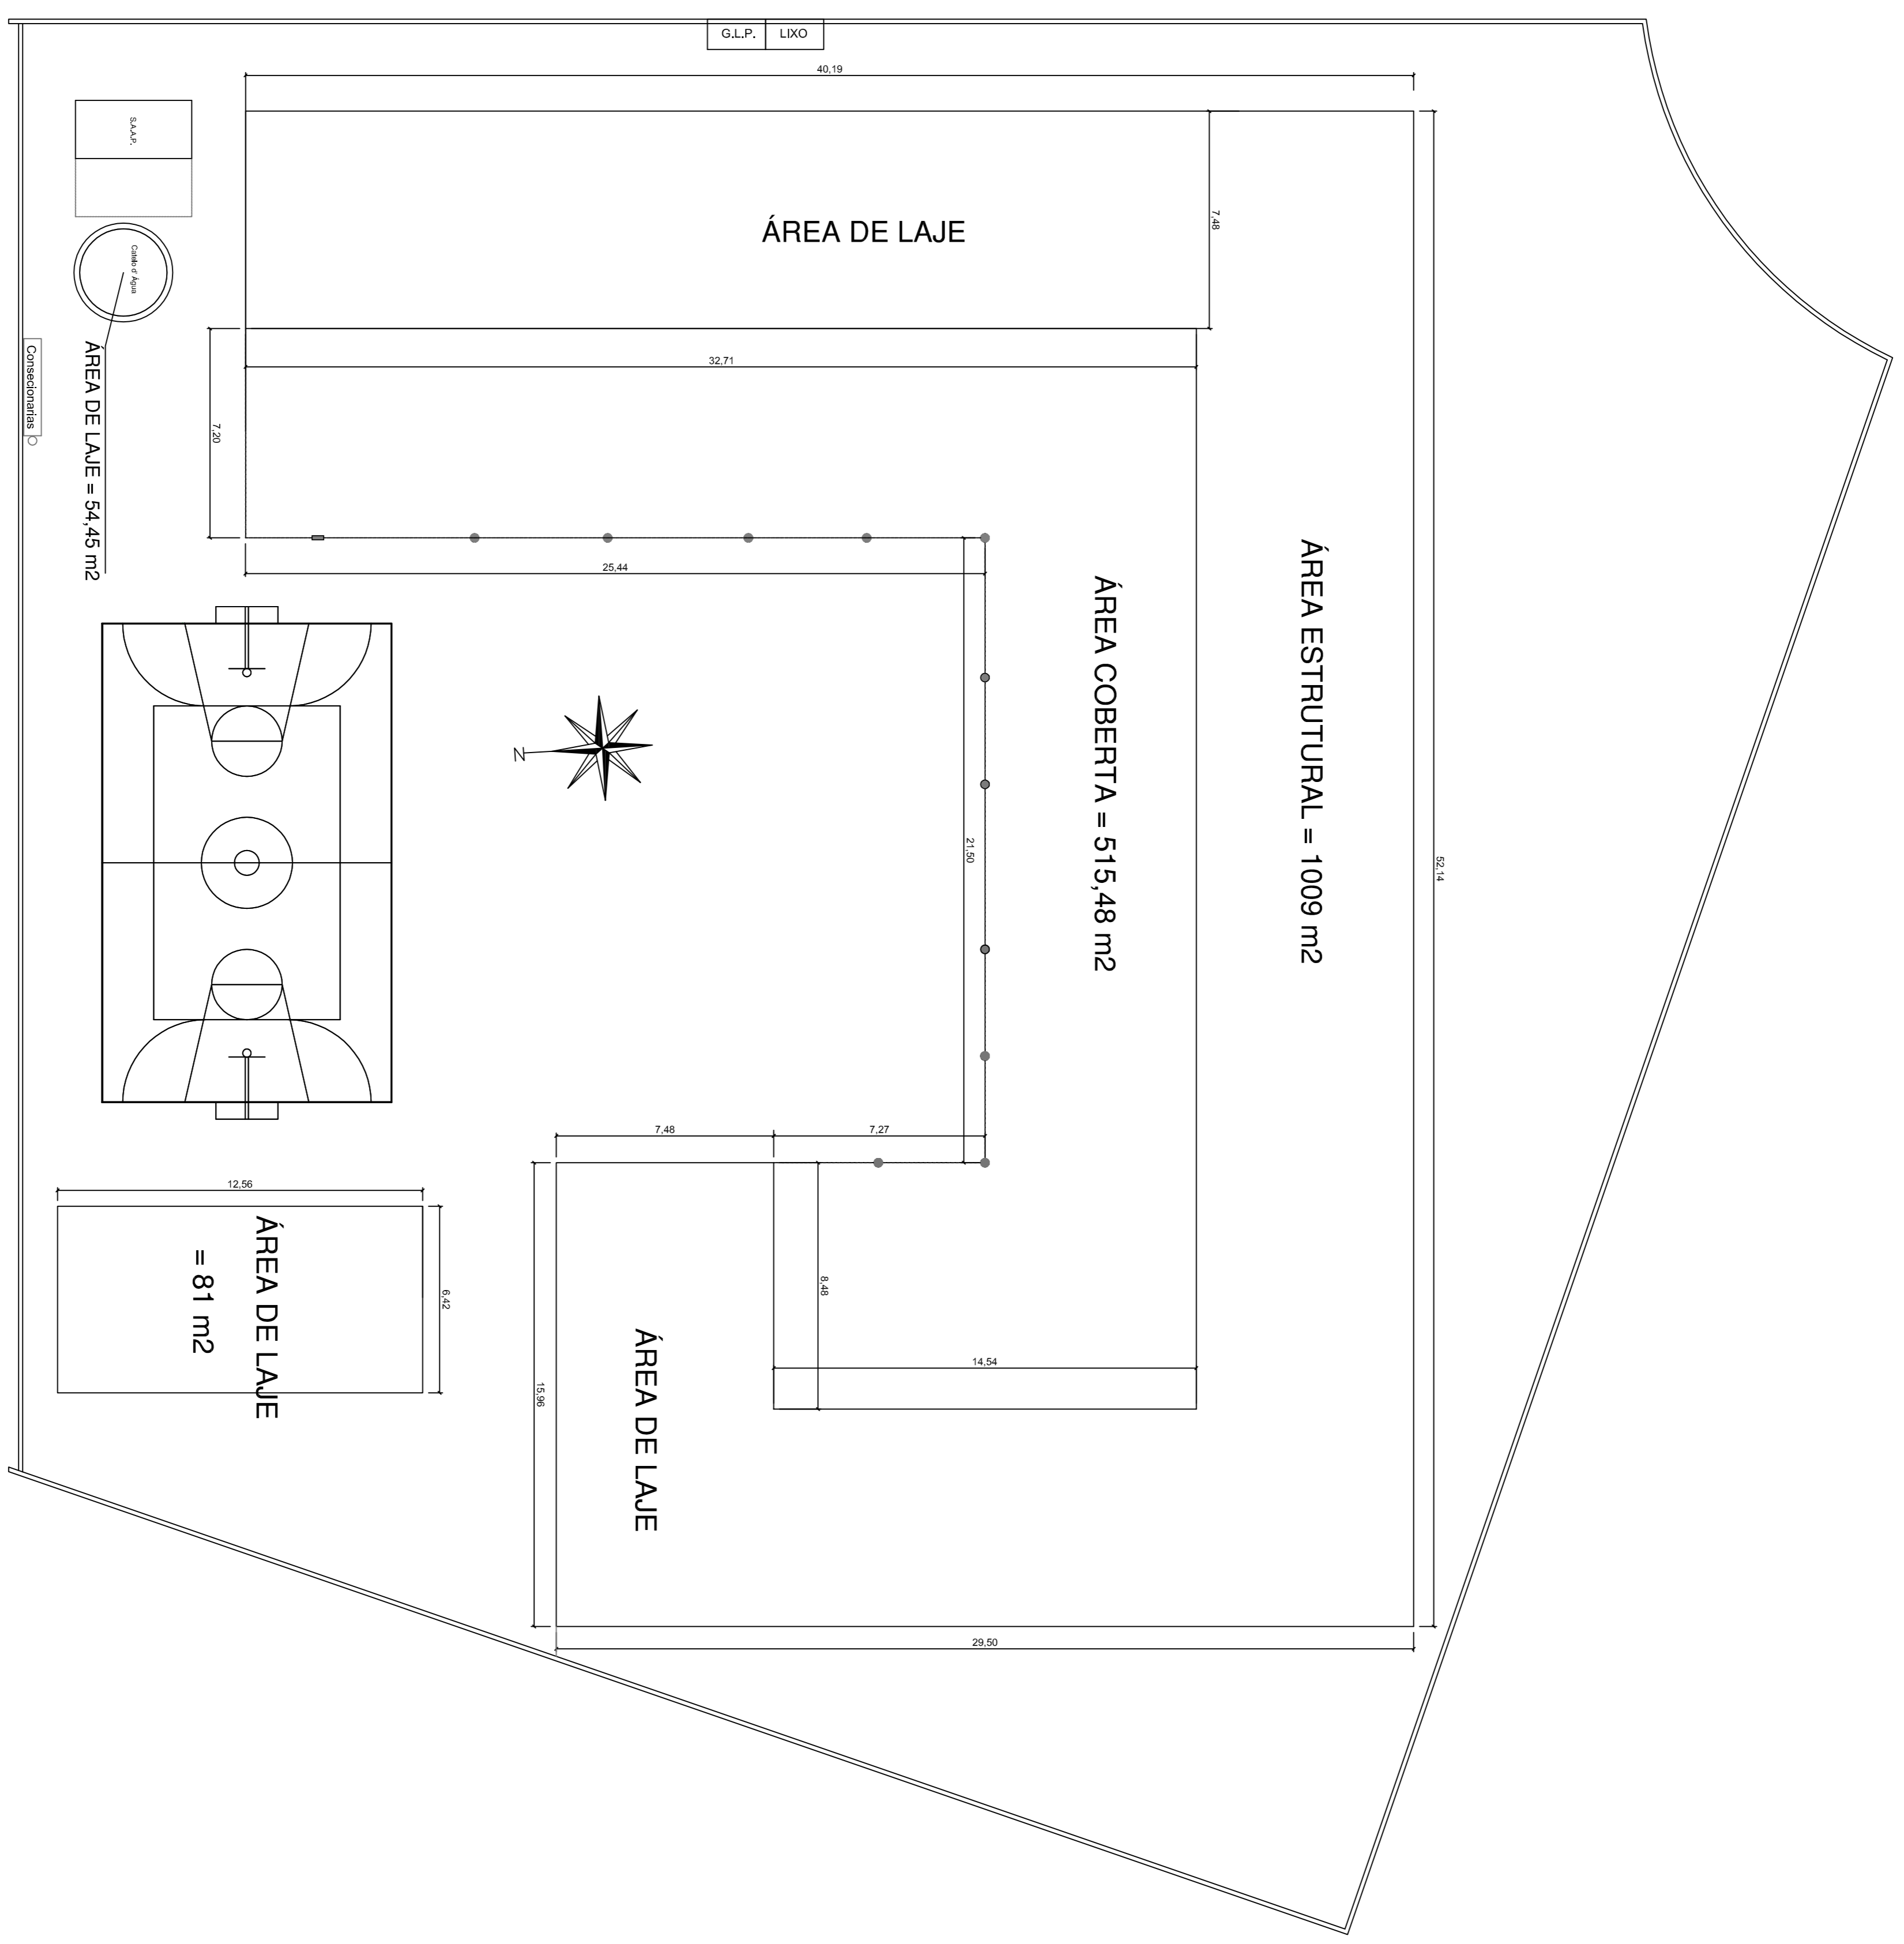 G.L.P.
LIXO
40,19
S.A.A.P.
7,48
ÁREA DE LAJE
Catelo d' Água
Consecionarias
ÁREA DE LAJE = 54,45 m2
32,71
7,20
25,44
ÁREA COBERTA = 515,48 m2
ÁREA ESTRUTURAL = 1009 m2
N
21,50
52,14
7,48
7,27
12,56
ÁREA DE LAJE
= 81 m2
6,42
8,48
14,54
15,96
ÁREA DE LAJE
29,50